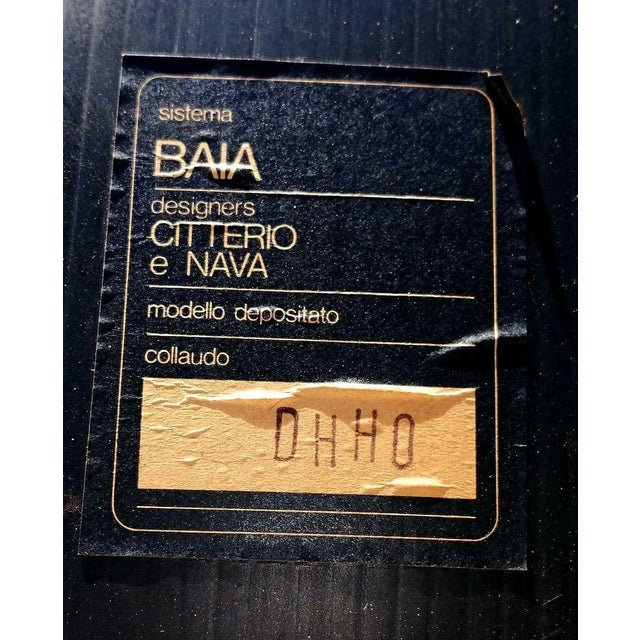 sistema
BAIA
designers
CITTERIO
e NAVA
modello depositato
collaudo
DHHO